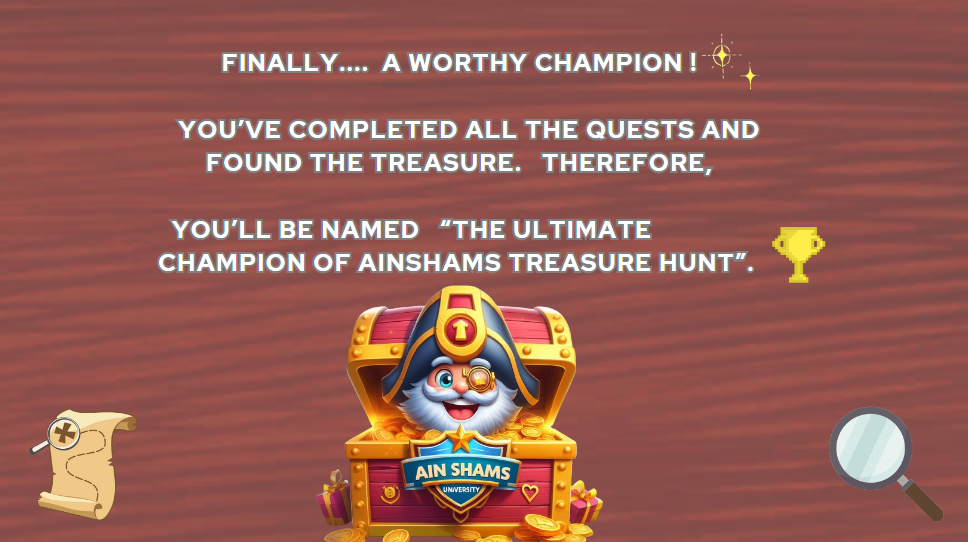 FINALLY.... A WORTHY CHAMPION !
YOU'VE COMPLETED ALL THE QUESTS AND
FOUND THE TREASURE. THEREFORE,
YOU'LL BE NAMED "THE ULTIMATE
CHAMPION OF AINSHAMS TREASURE HUNT".
AIN SHAMS
UNIVERSITY